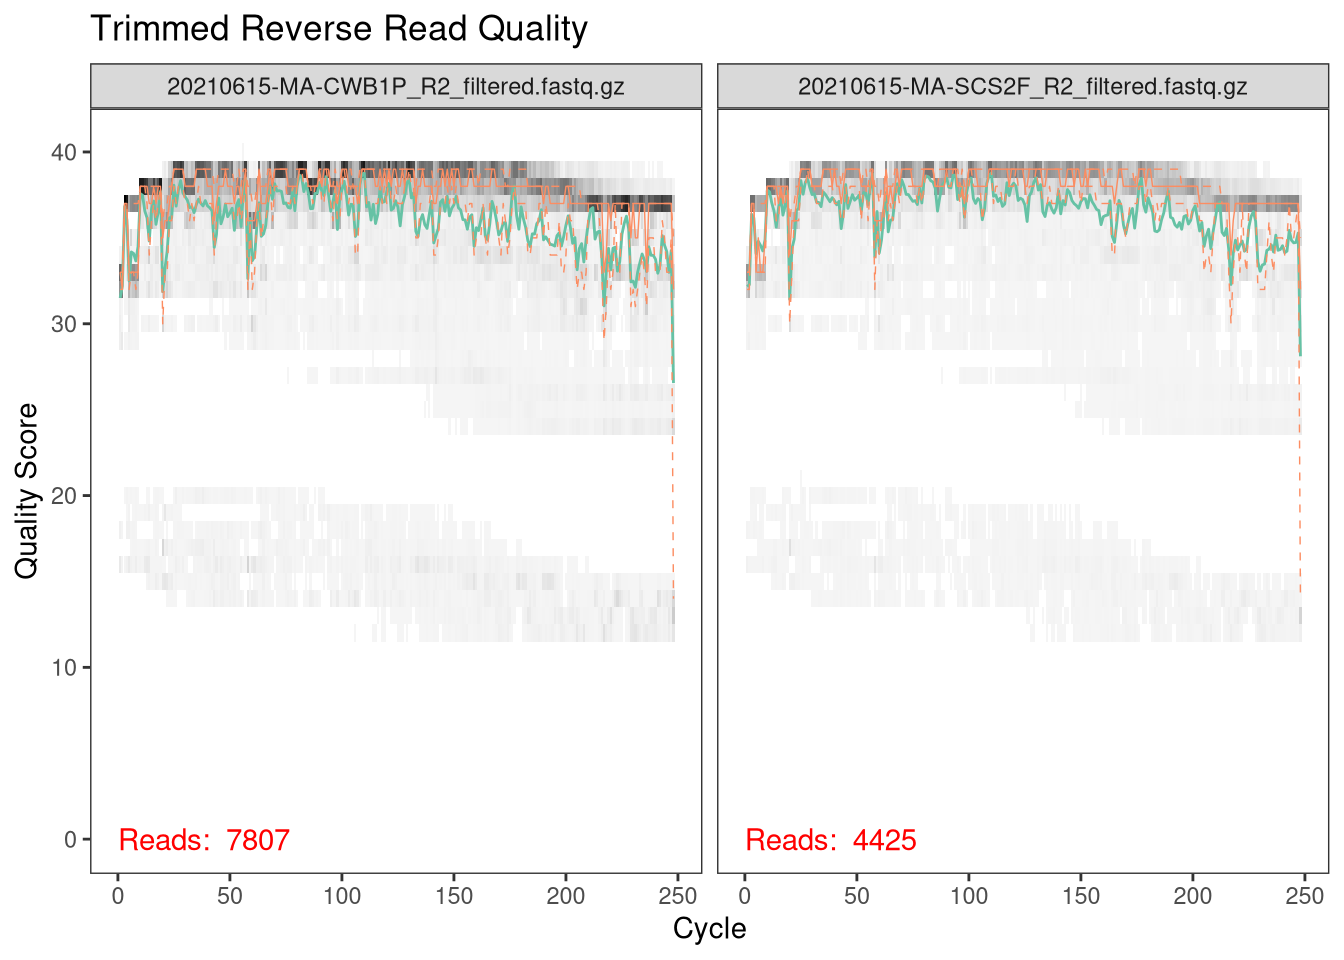 Trimmed Reverse Read Quality
20210615-MA-CWB1P_R2_filtered.fastq.gz
20210615-MA-SCS2F_R2_filtered.fastq.gz
Quality Score
40
30
20
10
0
Reads: 7807
Reads: 4425
0 50 100 150 200 250
0 50 100 150 200 250
Cycle